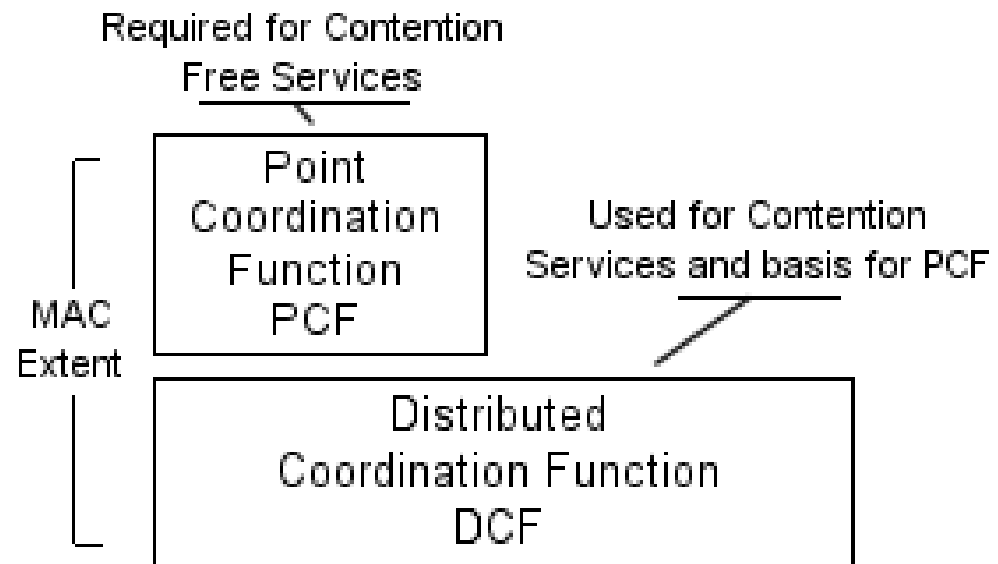 Required for Contention
Free Services
Point
Coordination
Function
PCF
Used for Contention
Services and basis for PCF
MAC
Extent
Distributed
Coordination Function
DCF